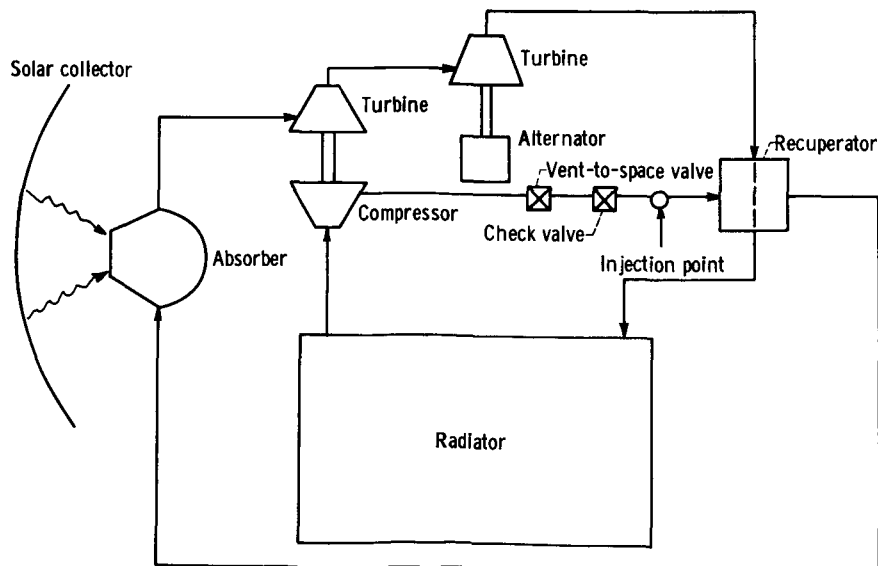 Solar collector
Turbine
Turbine
Alternator
Recuperator
Vent-to-space valve
Compressor
Check valve
Absorber
Injection point
Radiator